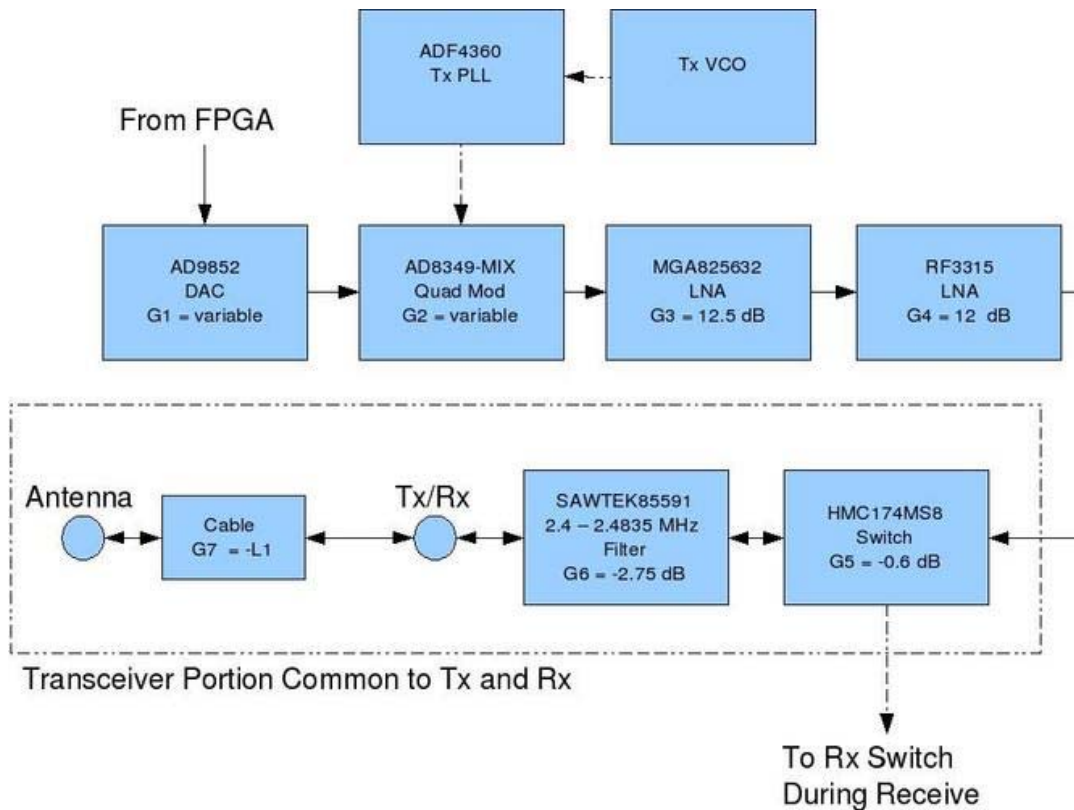 ADF4360
Tx PLL
Tx VCO
From FPGA
AD9852
DAC
G1 = variable
AD8349-MIX
Quad Mod
G2 = variable
MGA825632
LNA
G3 = 12.5 dB
RF3315
LNA
G4 = 12 dB
Antenna
Cable
G7 = -L1
Tx/Rx
SAWTEK85591
2.4 – 2.4835 MHz
Filter
G6 = -2.75 dB
HMC174MS8
Switch
G5 = -0.6 dB
Transceiver Portion Common to Tx and Rx
To Rx Switch
During Receive